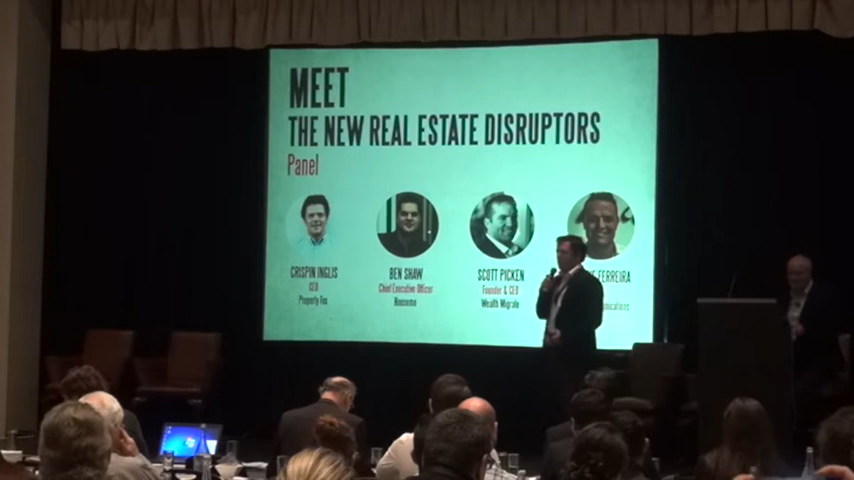 MEET
THE NEW REAL ESTATE DISRUPTORS
Panel
CRISPIN INGLIS
CEO
Property Fox
BEN SHAW
Chief Executive Officer
Houseme
SCOTT PICKEN
Founder & CEO
Wealth Migrate
FERREIRA